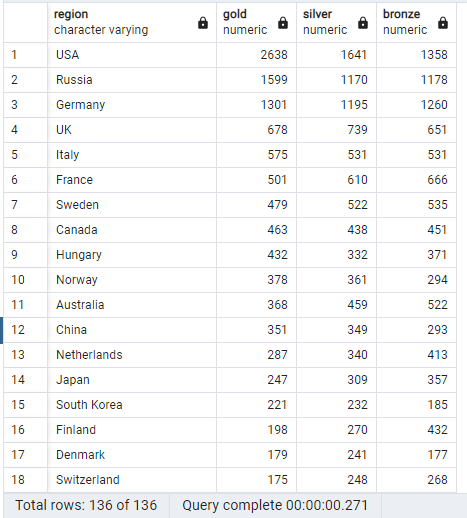 region gold silver bronze
character varying numeric numeric numeric
1 USA 2638 1641 1358
2 Russia 1599 1170 1178
3 Germany 1301 1195 1260
4 UK 678 739 651
5 Italy 575 531 531
6 France 501 610 666
7 Sweden 479 522 535
8 Canada 463 438 451
9 Hungary 432 332 371
10 Norway 378 361 294
11 Australia 368 459 522
12 China 351 349 293
13 Netherlands 287 340 413
14 Japan 247 309 357
15 South Korea 221 232 185
16 Finland 198 270 432
17 Denmark 179 241 177
18 Switzerland 175 248 268
Total rows: 136 of 136 Query complete 00:00:00.271